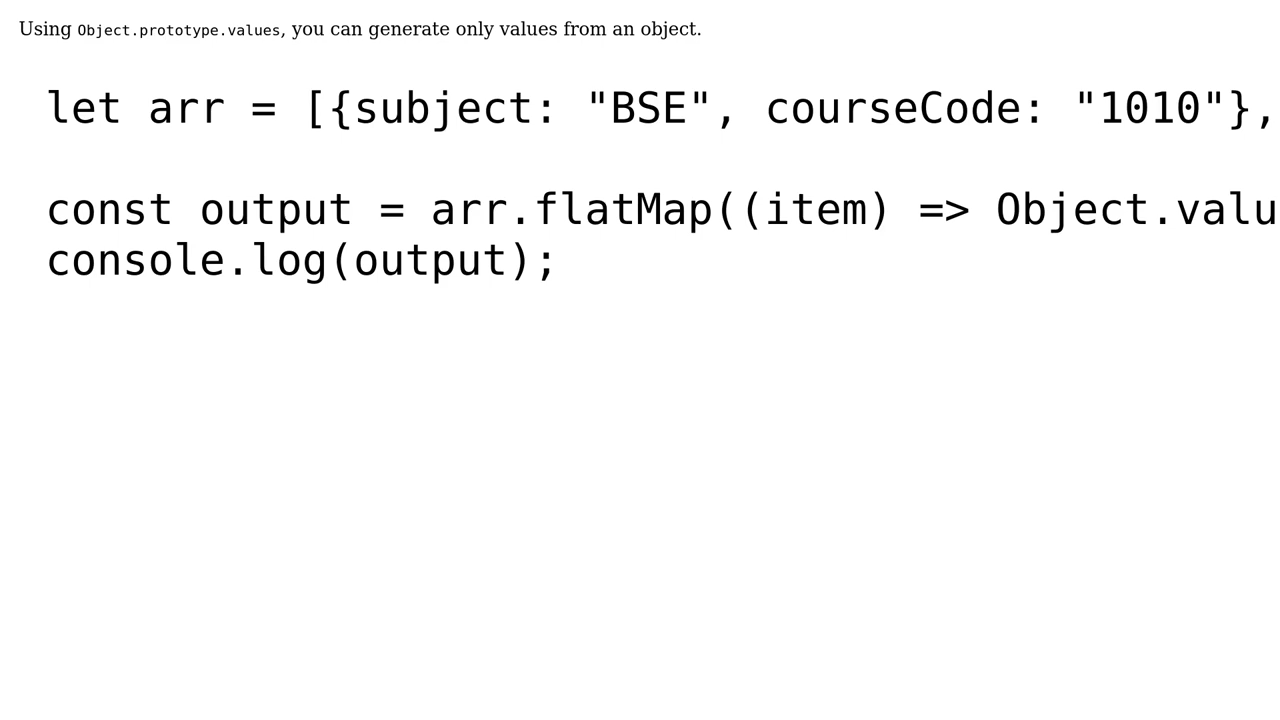 Using Object.prototype.values, you can generate only values from an object.
let arr = [{subject: "BSE", courseCode: "1010"},
const output = arr.flatMap((item) => Object.valu
console.log(output);